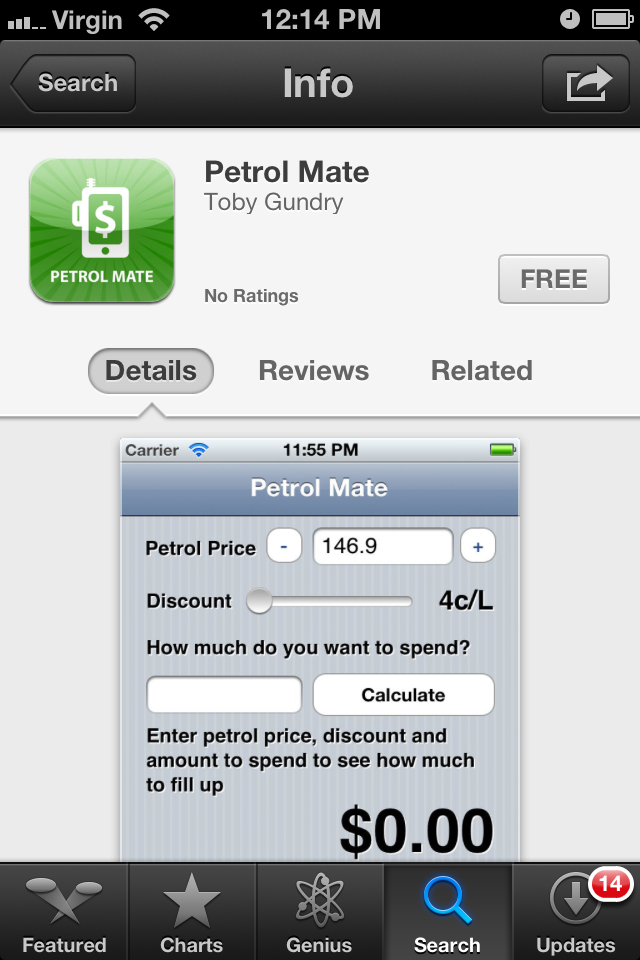 Virgin 12:14 PM
Search Info
Petrol Mate
Toby Gundry
PETROL MATE
No Ratings FREE
Details Reviews Related
Carrier 11:55 PM
Petrol Mate
Petrol Price - 146.9 +
Discount 4c/L
How much do you want to spend?
Calculate
Enter petrol price, discount and
amount to spend to see how much
to fill up
$0.00
14
Featured Charts Genius Search Updates